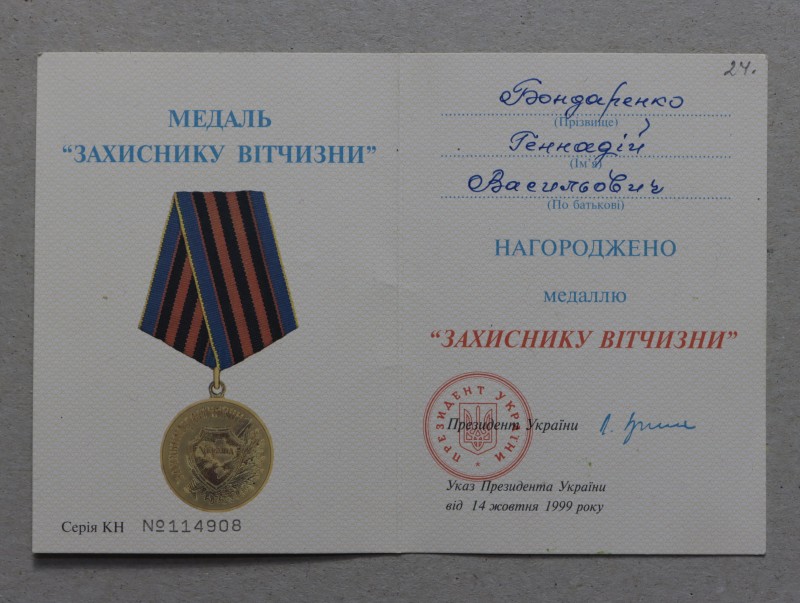 МЕДАЛЬ
“ЗАХИСНИКУ ВІТЧИЗНИ”
Серія КН №114908
24.
Бондаренко
(Прізвище)
Геннадій
(Ім’я)
Васильович
(По батькові)
НАГОРОДЖЕНО
медаллю
“ЗАХИСНИКУ ВІТЧИЗНИ”
ПРЕЗИДЕНТ УКРАЇНИ
Президент України
Указ Президента України
від 14 жовтня 1999 року